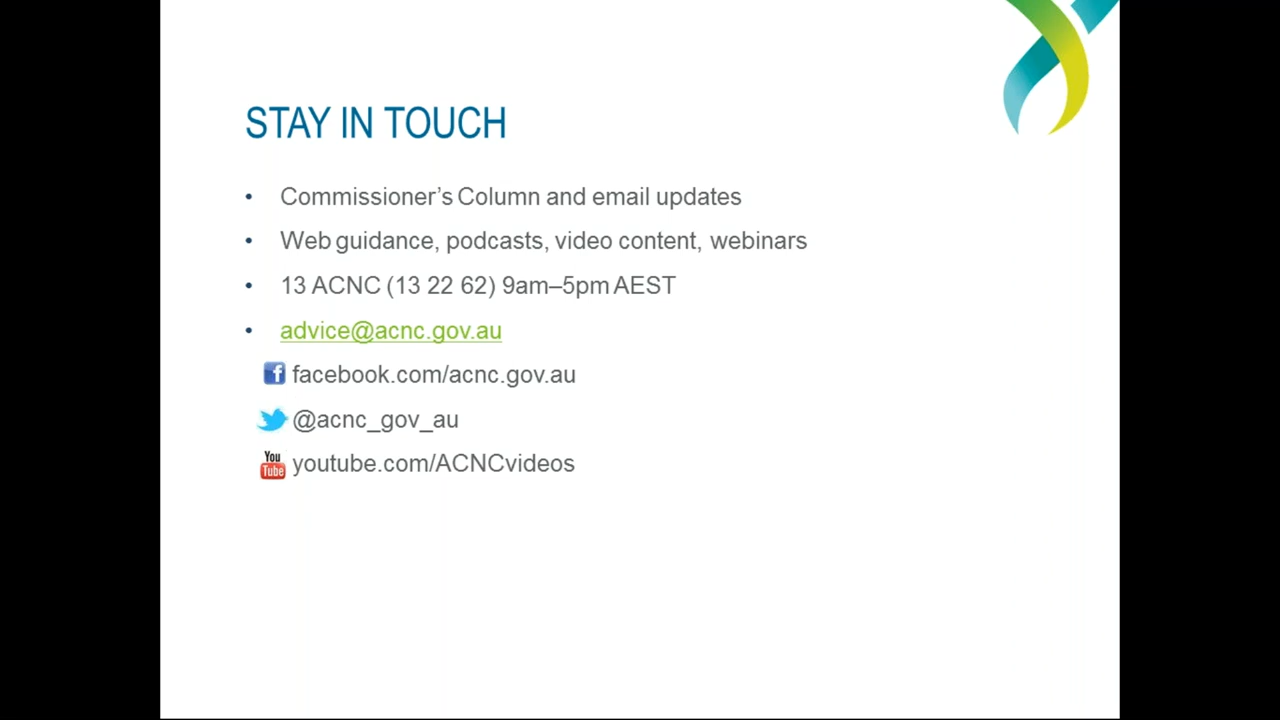 STAY IN TOUCH
• Commissioner's Column and email updates
• Web guidance, podcasts, video content, webinars
• 13 ACNC (13 22 62) 9am–5pm AEST
• advice@acnc.gov.au
f facebook.com/acnc.gov.au
@acnc_gov_au
You
Tube youtube.com/ACNCvideos